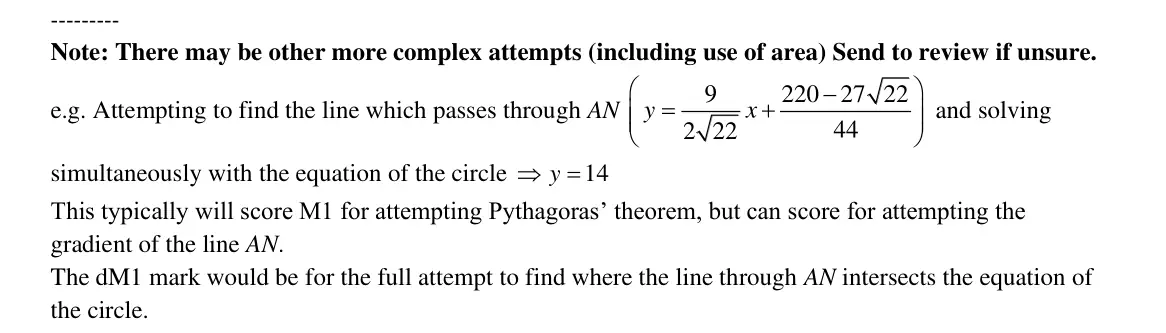 ---------
Note: There may be other more complex attempts (including use of area) Send to review if unsure.
e.g. Attempting to find the line which passes through AN (y = 9/(2√22) x + (220 – 27√22)/44) and solving
simultaneously with the equation of the circle ⇒ y = 14
This typically will score M1 for attempting Pythagoras’ theorem, but can score for attempting the
gradient of the line AN.
The dM1 mark would be for the full attempt to find where the line through AN intersects the equation of
the circle.